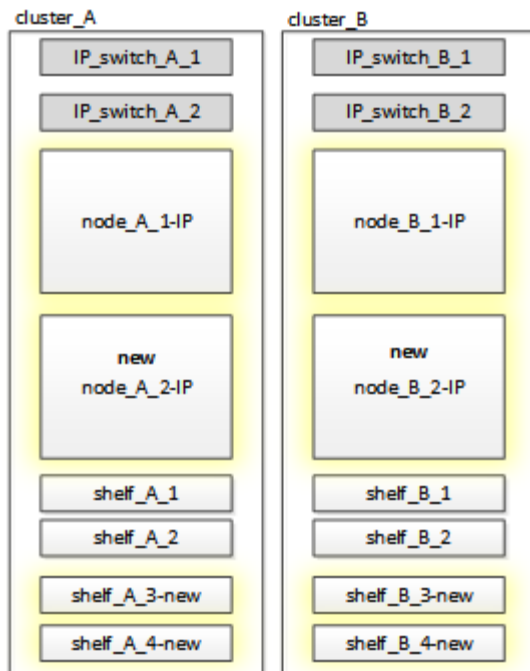 cluster_A
IP_switch_A_1
IP_switch_A_2
node_A_1-IP
new
node_A_2-IP
shelf_A_1
shelf_A_2
shelf_A_3-new
shelf_A_4-new
cluster_B
IP_switch_B_1
IP_switch_B_2
node_B_1-IP
new
node_B_2-IP
shelf_B_1
shelf_B_2
shelf_B_3-new
shelf_B_4-new